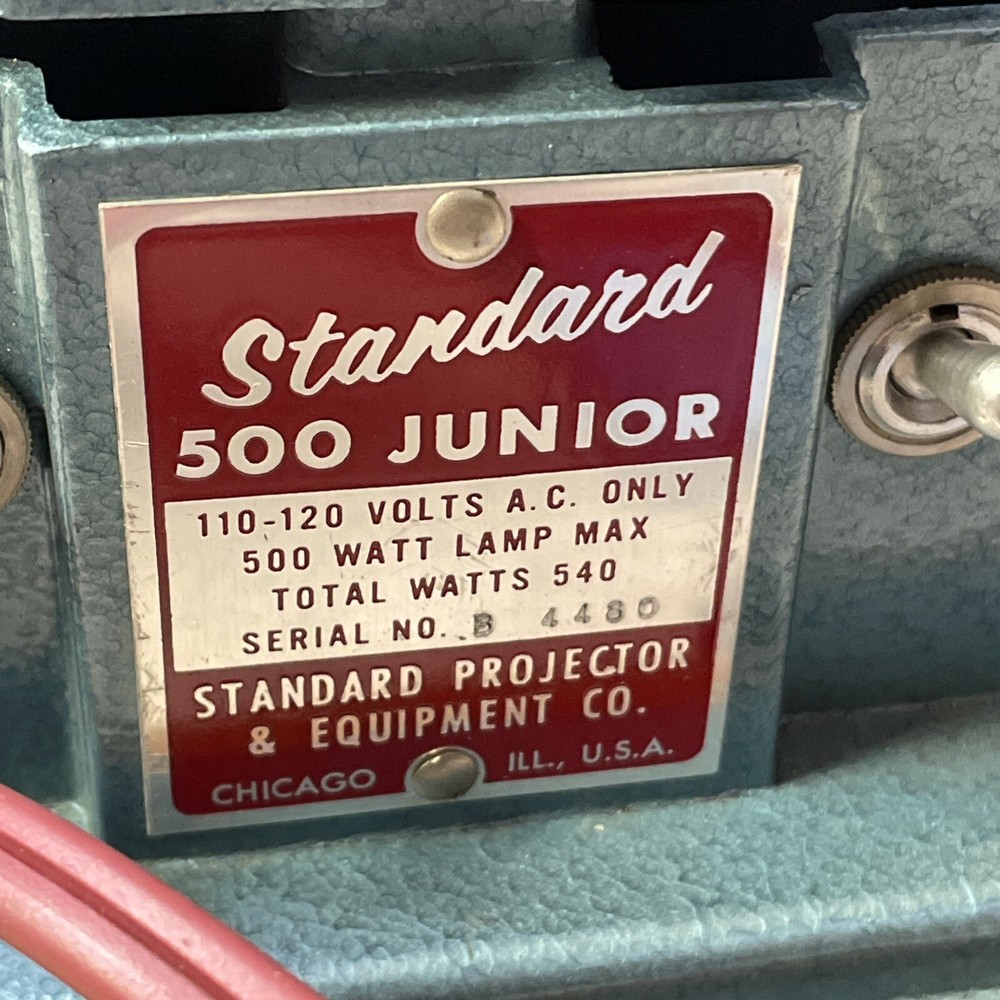 Standard
500 JUNIOR
110-120 VOLTS A.C. ONLY
500 WATT LAMP MAX
TOTAL WATTS 540
SERIAL NO. B 4480
STANDARD PROJECTOR
& EQUIPMENT CO.
CHICAGO ILL., U.S.A.